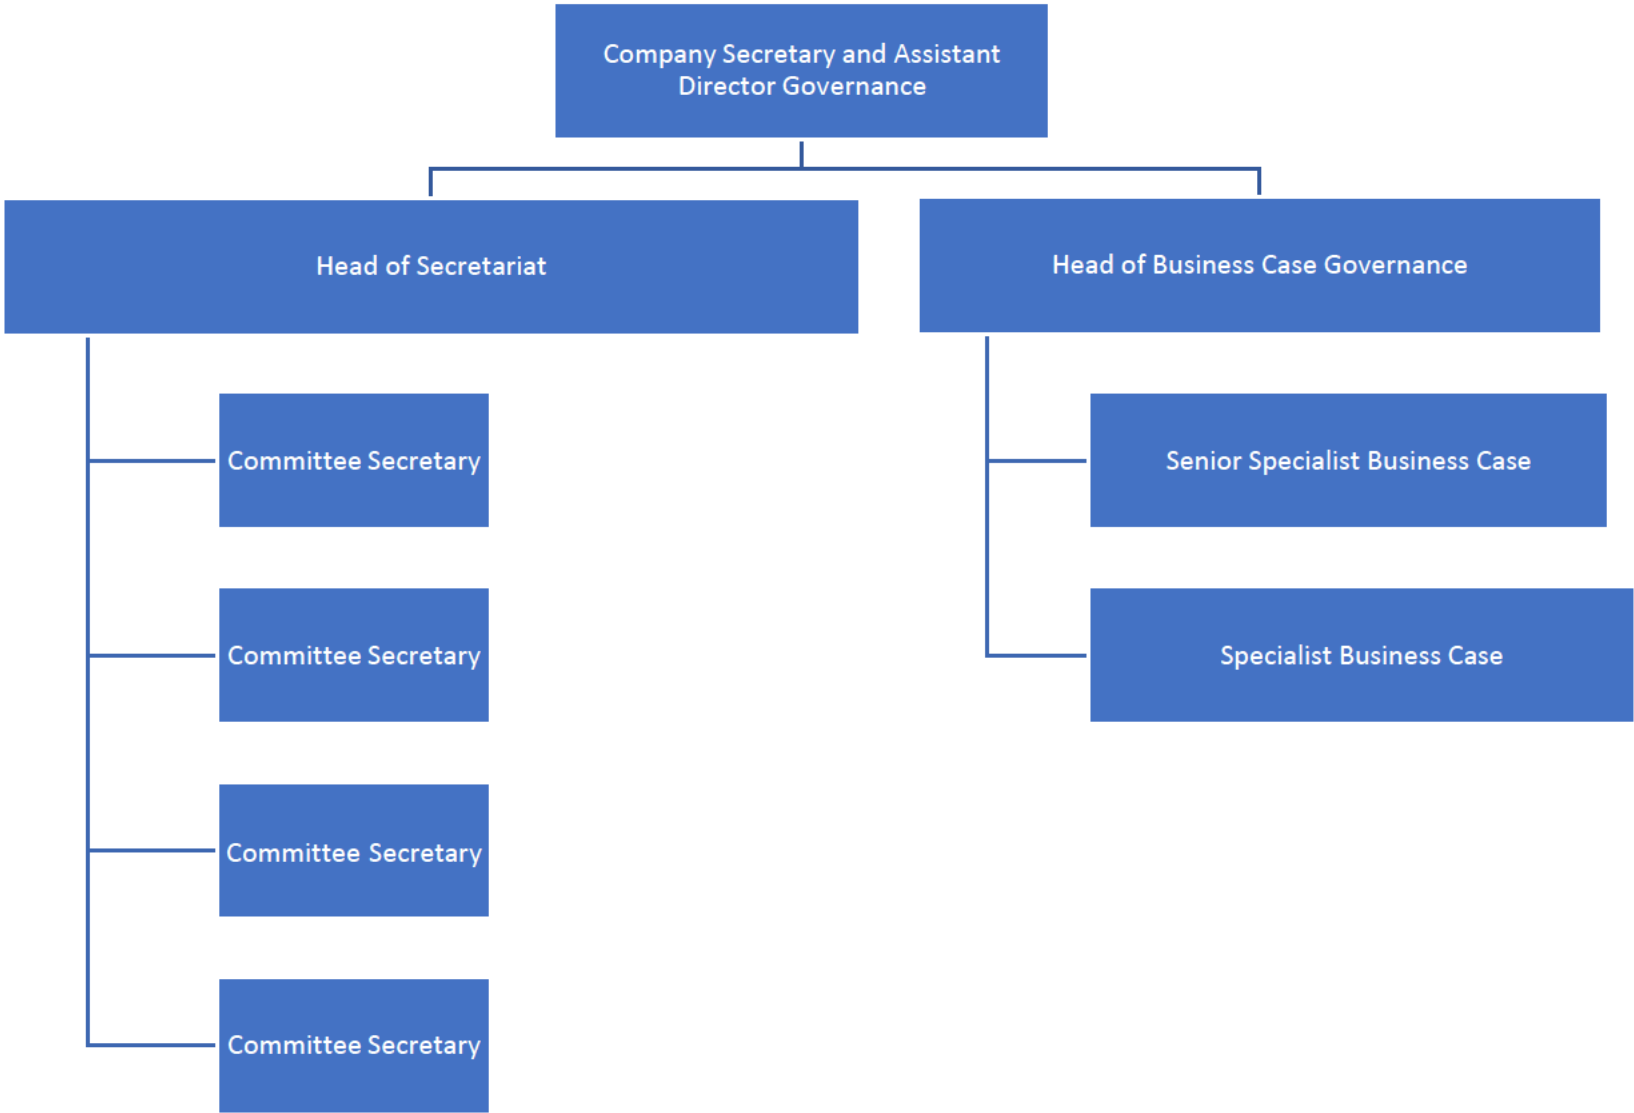 Company Secretary and Assistant
Director Governance
Head of Secretariat
Head of Business Case Governance
Committee Secretary
Senior Specialist Business Case
Committee Secretary
Specialist Business Case
Committee Secretary
Committee Secretary